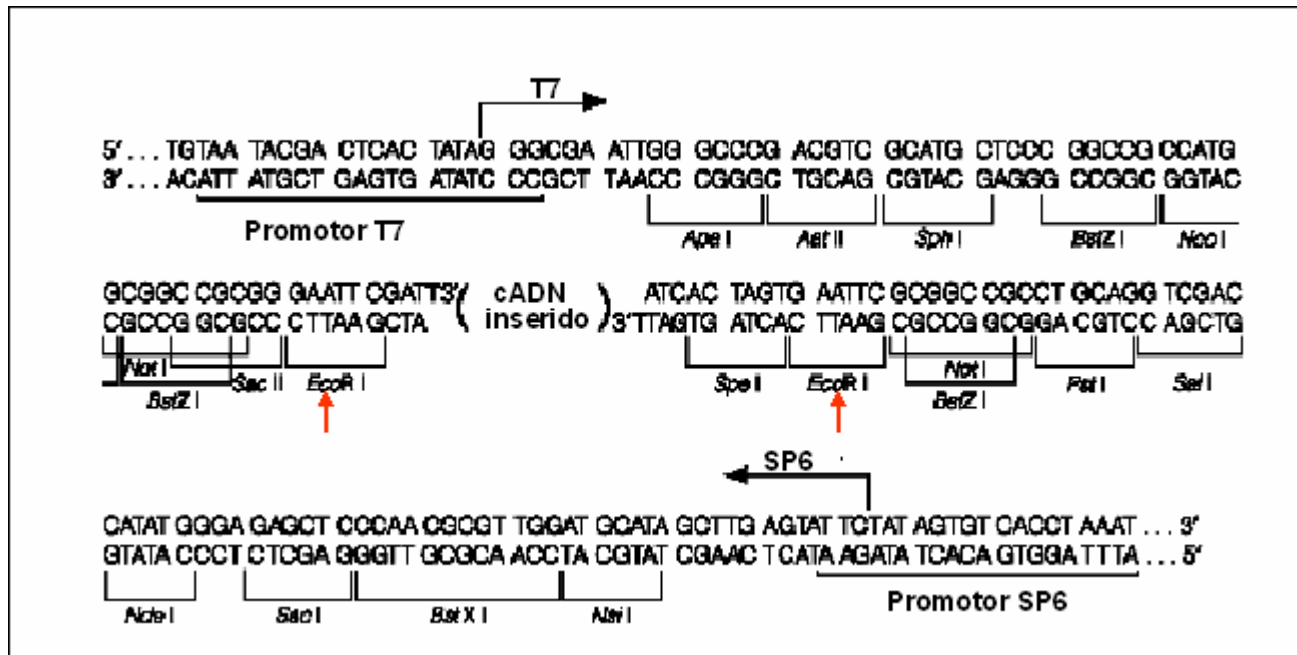 T7
5' ... TGTAA TACGA CTCAC TATAG GGCGA ATTGG GCCCG ACGTC GCATG CTCCC GGCCG CCATG
3' ... ACATT ATGCT GAGTG ATATC CCGCT TAACC CGGGC TGCAG CGTAC GAGGG CCGGC GGTAC
Promotor T7
Apa I Aat II Sph I BstZ I Nco I
GCGGC CGCGG GAATT CGATT3' ( cADN inserido ) ATCAC TAGTG AATTC GCGGC CGCCT GCAGG TCGAC
CGCCG GCGCC CTTAA GCTA 3'TTAGTG ATCAC TTAAG CGCCG GCGGA CGTCC AGCTG
Not I Sac II EcoR I Spe I EcoR I Not I Pst I Sal I
BstZ I BstZ I
SP6
CATAT GGGA GAGCTC CCAA CGCGT TGGAT GCATA GCTTG AGTAT TCTAT AGTGT CACCT AAAT ... 3'
GTATA CCCT CTCGAG GGTT GCGCA ACCTA CGTAT CGAAC TCATA AGATA TCACA GTGGA TTTA ... 5'
Nde I Sac I BstX I Nsi I
Promotor SP6